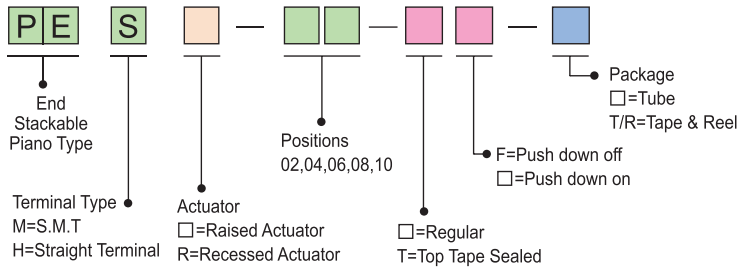 PE S — —  —
End
Stackable
Piano Type
Terminal Type
M=S.M.T
H=Straight Terminal
Actuator
□=Raised Actuator
R=Recessed Actuator
Positions
02,04,06,08,10
□=Regular
T=Top Tape Sealed
F=Push down off
□=Push down on
Package
□=Tube
T/R=Tape & Reel